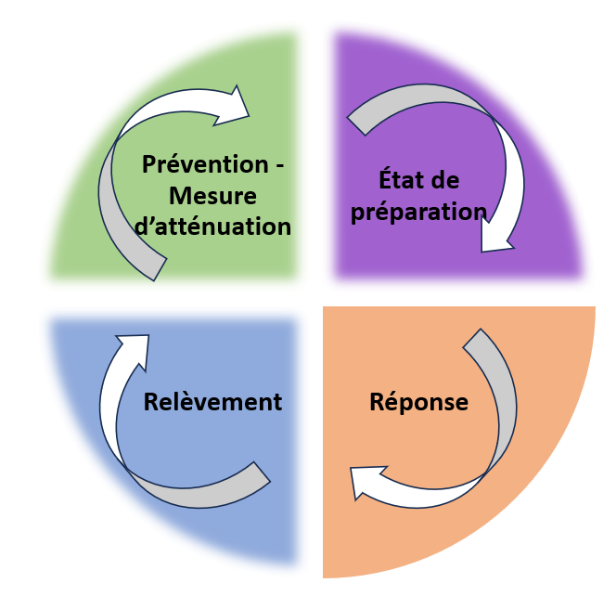 Prévention -
Mesure
d’atténuation
État de
préparation
Relèvement
Réponse